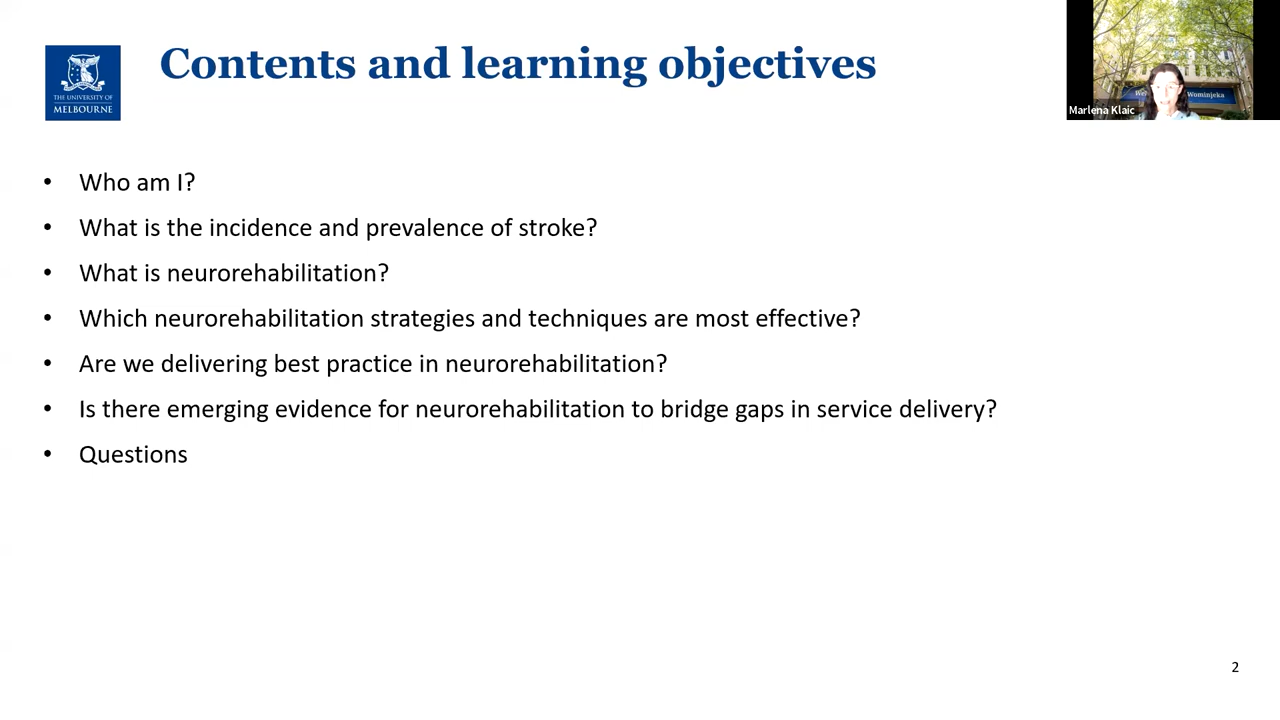 Contents and learning objectives
THE UNIVERSITY OF
MELBOURNE
Wominjeka
Marlena Klaic
• Who am I?
• What is the incidence and prevalence of stroke?
• What is neurorehabilitation?
• Which neurorehabilitation strategies and techniques are most effective?
• Are we delivering best practice in neurorehabilitation?
• Is there emerging evidence for neurorehabilitation to bridge gaps in service delivery?
• Questions
2